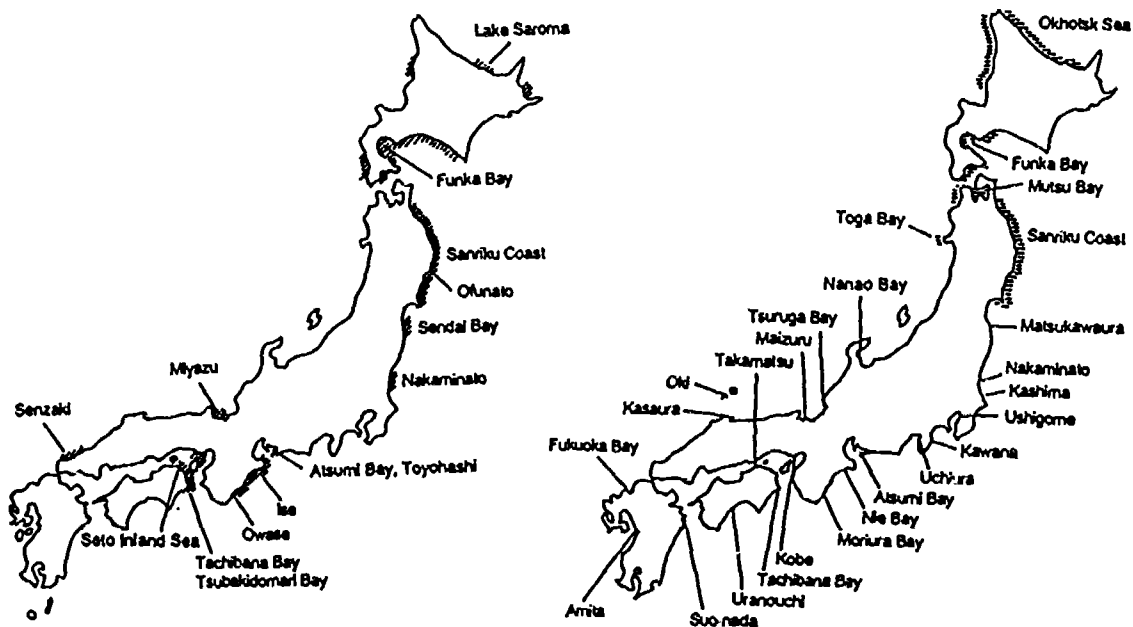 Lake Saroma
Funka Bay
Sanriku Coast
Ofunato
Sendai Bay
Nakaminato
Miyazu
Senzaki
Atsumi Bay, Toyohashi
Ise
Owase
Seto Inland Sea
Tachibana Bay
Tsubakidomari Bay
Okhotsk Sea
Funka Bay
Mutsu Bay
Toga Bay
Sanriku Coast
Nanao Bay
Tsuruga Bay
Maizuru
Takamatsu
Matsukawaura
Oki
Kasaura
Nakaminato
Kashima
Ushigome
Fukuoka Bay
Kawana
Uchiura
Atsumi Bay
Nie Bay
Moriura Bay
Kobe
Tachibana Bay
Uranouchi
Amita
Suo-nada